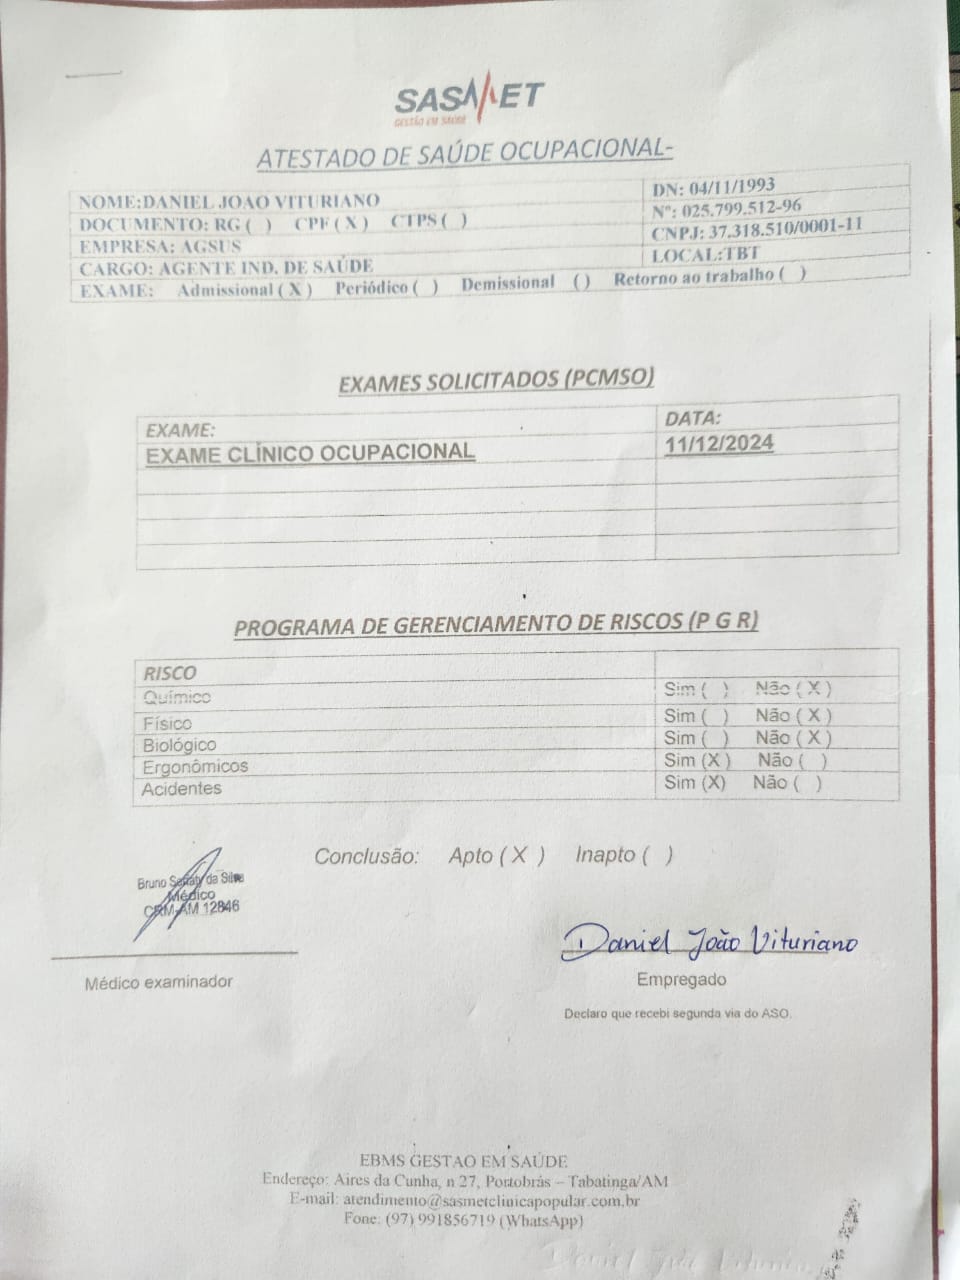 SASMET
GESTÃO EM SAÚDE
ATESTADO DE SAÚDE OCUPACIONAL-
NOME:DANIEL JOAO VITURIANO DN: 04/11/1993
DOCUMENTO: RG ( ) CPF ( X ) CTPS ( ) Nº: 025.799.512-96
EMPRESA: AGSUS CNPJ: 37.318.510/0001-11
CARGO: AGENTE IND. DE SAÚDE LOCAL:TBT
EXAME: Admissional ( X ) Periódico ( ) Demissional ( ) Retorno ao trabalho ( )
EXAMES SOLICITADOS (PCMSO)
EXAME: DATA:
EXAME CLÍNICO OCUPACIONAL 11/12/2024
PROGRAMA DE GERENCIAMENTO DE RISCOS (P G R)
RISCO
Químico Sim ( ) Não ( X )
Físico Sim ( ) Não ( X )
Biológico Sim ( ) Não ( X )
Ergonômicos Sim (X ) Não ( )
Acidentes Sim (X) Não ( )
Conclusão: Apto ( X ) Inapto ( )
Bruno da Silva
Médico
CRM-AM 12846
Médico examinador
Daniel João Vituriano
Empregado
Declaro que recebi segunda via do ASO.
EBMS GESTAO EM SAÚDE
Endereço: Aires da Cunha, n 27, Portobrás – Tabatinga/AM
E-mail: atendimento@sasmetclinicapopular.com.br
Fone: (97) 991856719 (WhatsApp)